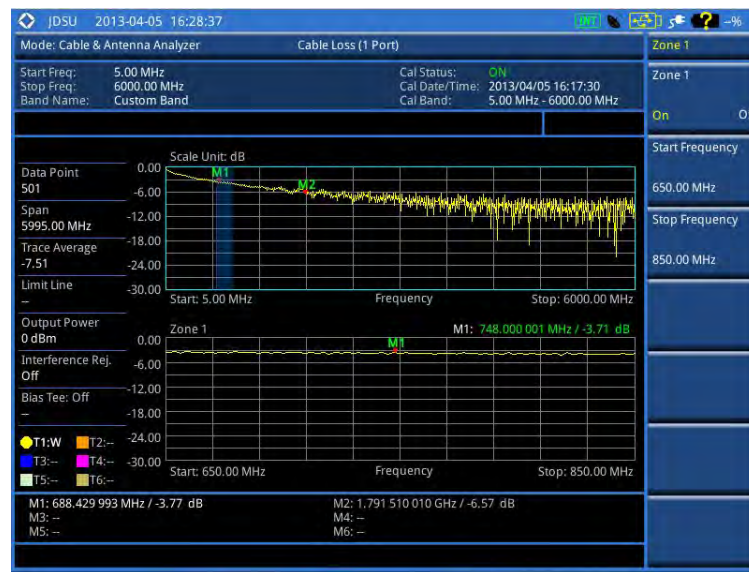 JDSU 2013-04-05 16:28:37 INT -%
Mode: Cable & Antenna Analyzer Cable Loss (1 Port) Zone 1
Start Freq: 5.00 MHz Cal Status: ON
Stop Freq: 6000.00 MHz Cal Date/Time: 2013/04/05 16:17:30
Band Name: Custom Band Cal Band: 5.00 MHz - 6000.00 MHz
Zone 1
On O
Start Frequency
650.00 MHz
Stop Frequency
850.00 MHz
Data Point
501
Span
5995.00 MHz
Trace Average
-7.51
Limit Line
--
Output Power
0 dBm
Interference Rej.
Off
Bias Tee: Off
--
T1:W T2:--
T3:-- T4:--
T5:-- T6:--
Scale Unit: dB
0.00
-6.00
-12.00
-18.00
-24.00
-30.00
M1
M2
Start: 5.00 MHz Frequency Stop: 6000.00 MHz
Zone 1 M1: 748.000 001 MHz / -3.71 dB
0.00
-6.00
-12.00
-18.00
-24.00
-30.00
M1
Start: 650.00 MHz Frequency Stop: 850.00 MHz
M1: 688.429 993 MHz / -3.77 dB M2: 1.791 510 010 GHz / -6.57 dB
M3: -- M4: --
M5: -- M6: --